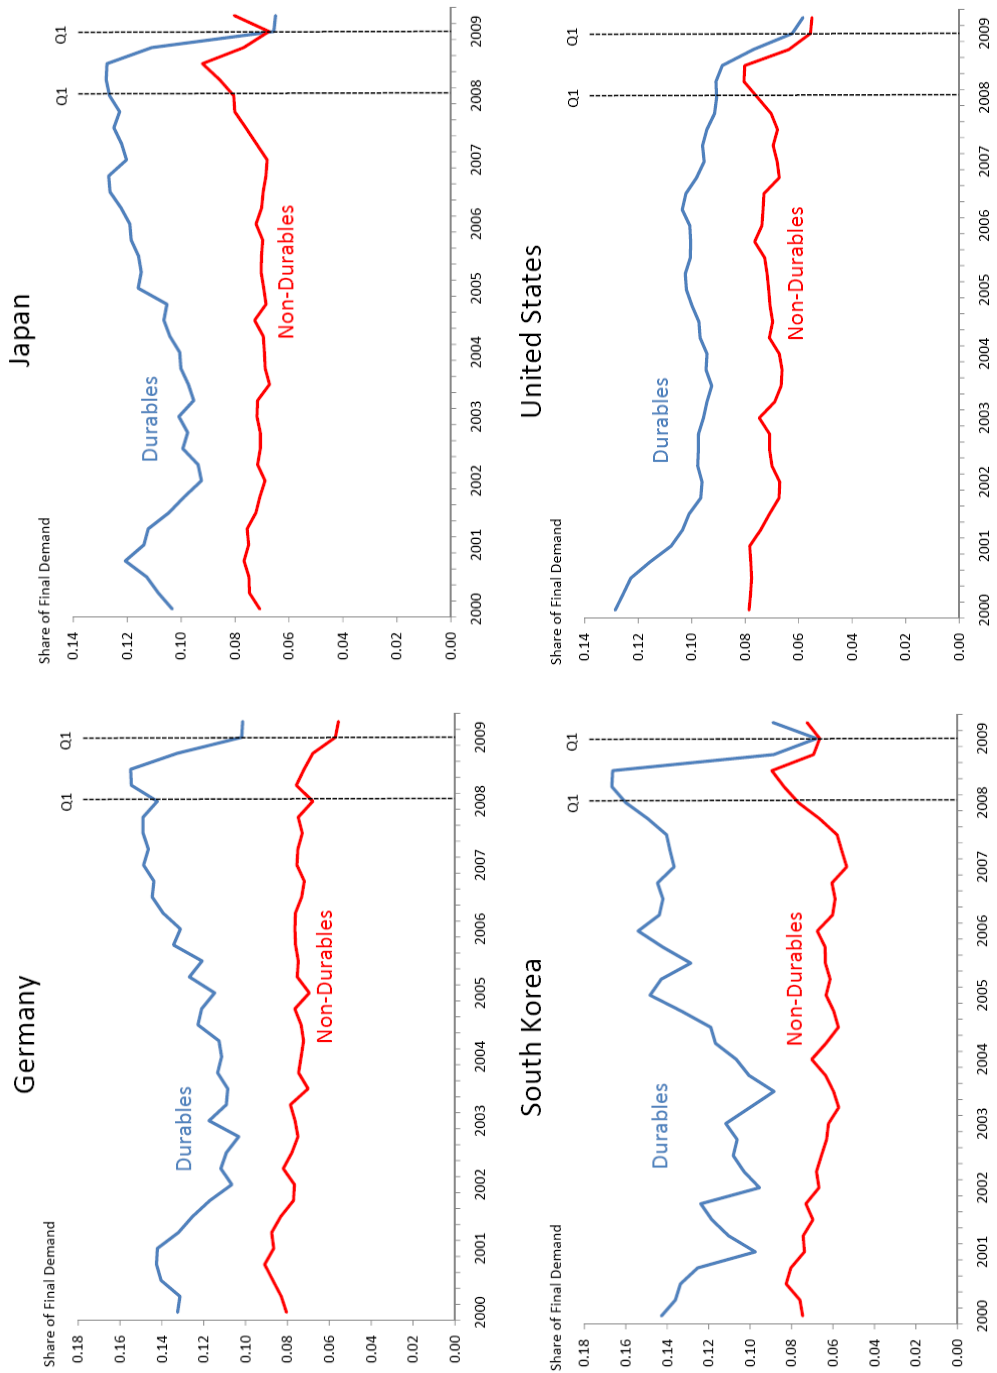 Germany
Share of Final Demand
0.18
0.16
0.14
0.12
0.10
0.08
0.06
0.04
0.02
0.00
Q1
Q1
Durables
Non-Durables
2000 2001 2002 2003 2004 2005 2006 2007 2008 2009
Japan
Share of Final Demand
0.14
0.12
0.10
0.08
0.06
0.04
0.02
0.00
Q1
Q1
Durables
Non-Durables
2000 2001 2002 2003 2004 2005 2006 2007 2008 2009
South Korea
Share of Final Demand
0.18
0.16
0.14
0.12
0.10
0.08
0.06
0.04
0.02
0.00
Q1
Q1
Durables
Non-Durables
2000 2001 2002 2003 2004 2005 2006 2007 2008 2009
United States
Share of Final Demand
0.14
0.12
0.10
0.08
0.06
0.04
0.02
0.00
Q1
Q1
Durables
Non-Durables
2000 2001 2002 2003 2004 2005 2006 2007 2008 2009